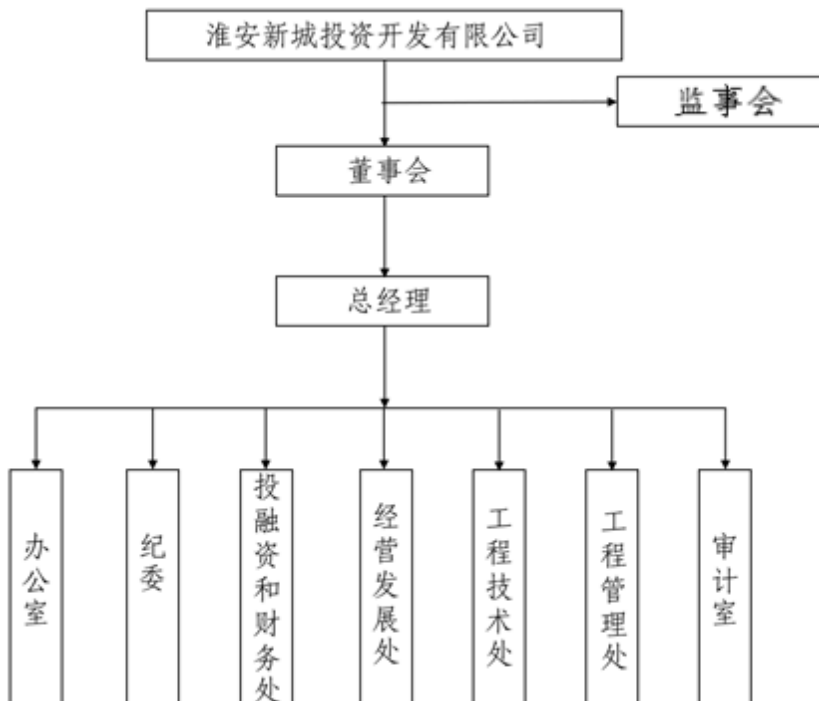 淮安新城投资开发有限公司
监事会
董事会
总经理
办公室
纪委
投融资和财务处
经营发展处
工程技术处
工程管理处
审计室